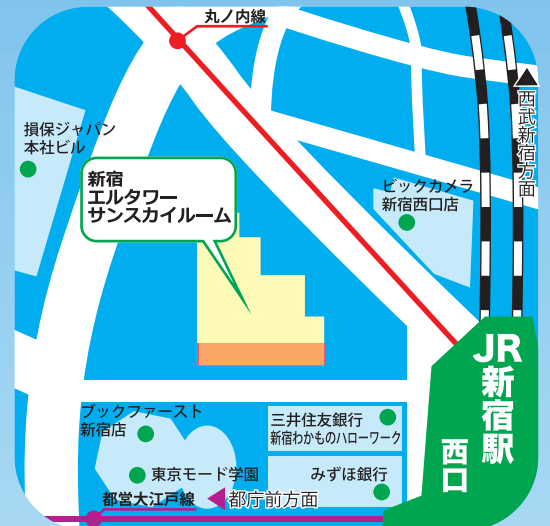 丸ノ内線
西武新宿方面
損保ジャパン
本社ビル
新宿
エルタワー
サンスカイルーム
ビックカメラ
新宿西口店
JR新宿駅
西口
ブックファースト
新宿店
三井住友銀行
新宿わかものハローワーク
東京モード学園
みずほ銀行
都営大江戸線
都庁前方面